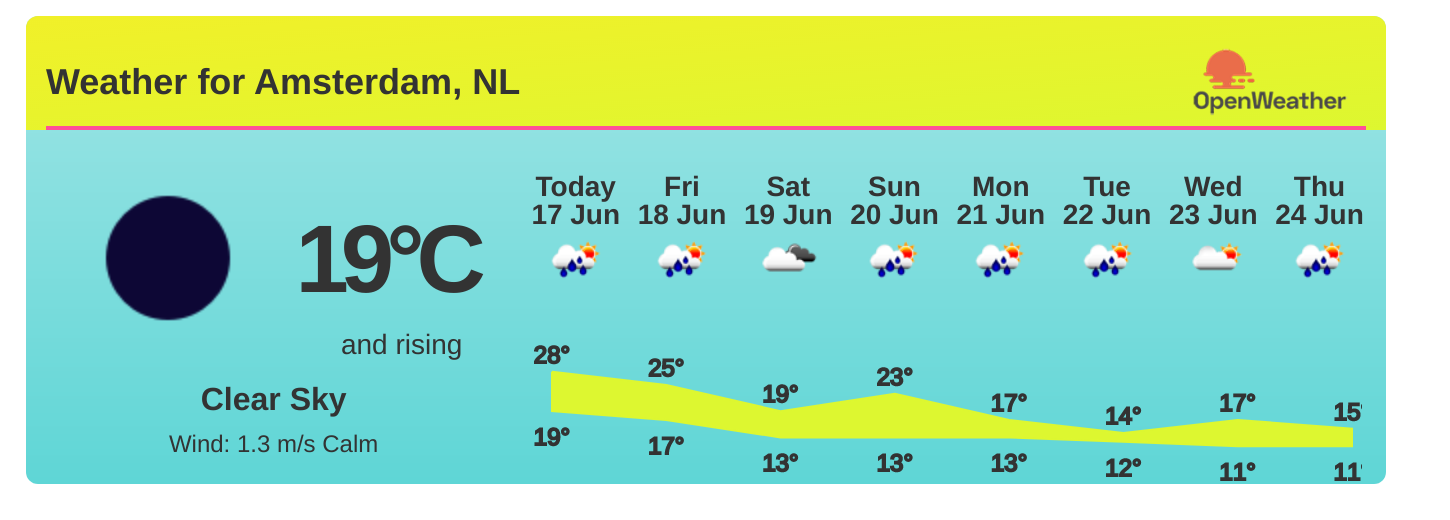 Weather for Amsterdam, NL
OpenWeather
Today Fri Sat Sun Mon Tue Wed Thu
17 Jun 18 Jun 19 Jun 20 Jun 21 Jun 22 Jun 23 Jun 24 Jun
19°C
and rising
Clear Sky
Wind: 1.3 m/s Calm
28° 25° 19° 23° 17° 14° 17° 15°
19° 17° 13° 13° 13° 12° 11° 11°